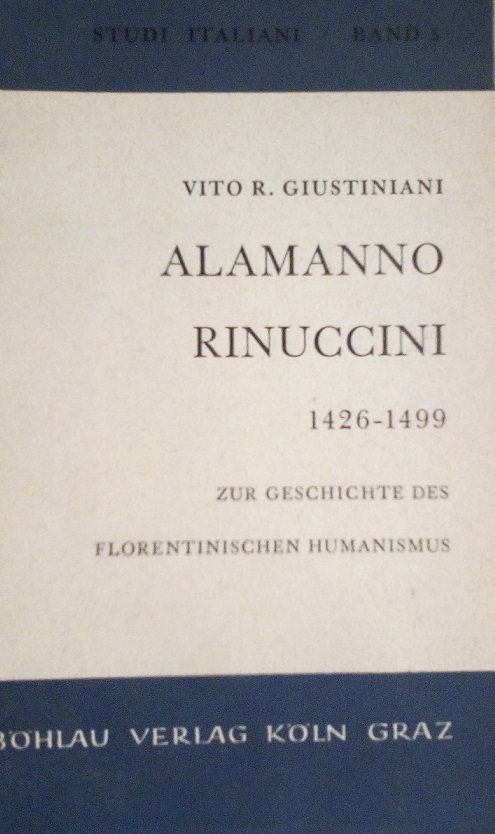 STUDI ITALIANI / BAND 5
VITO R. GIUSTINIANI
ALAMANNO
RINUCCINI
1426-1499
ZUR GESCHICHTE DES
FLORENTINISCHEN HUMANISMUS
BÖHLAU VERLAG KÖLN GRAZ